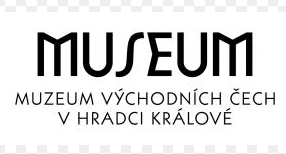 MUSEUM
MUZEUM VÝCHODNÍCH ČECH
V HRADCI KRÁLOVÉ